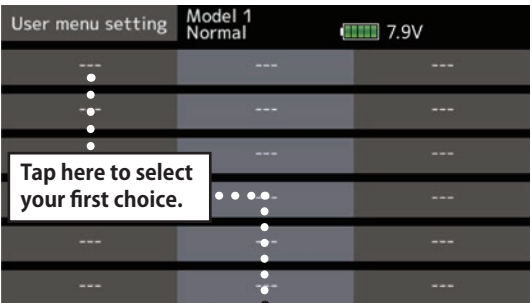 User menu setting
Model 1
Normal
7.9V
--- --- ---
--- --- ---
---
---
Tap here to select
your first choice.
--- ---
--- --- ---
--- --- ---